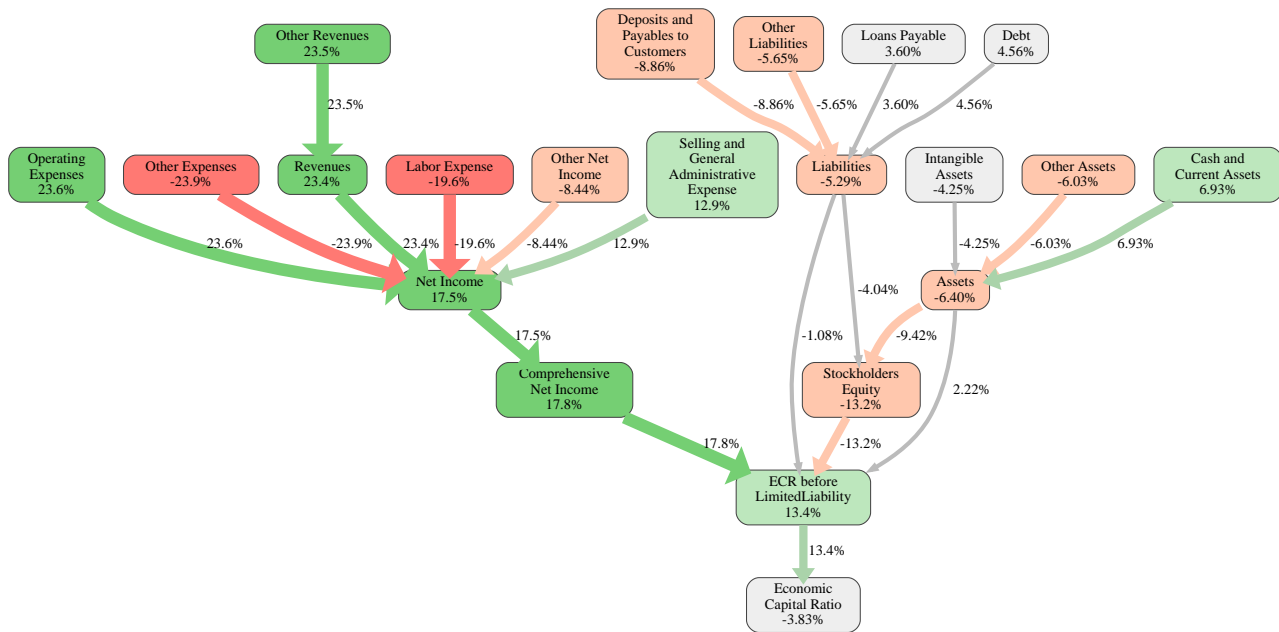 Other Revenues
23.5%
Deposits and
Payables to
Customers
-8.86%
Other
Liabilities
-5.65%
Loans Payable
3.60%
Debt
4.56%
23.5%
-8.86%
-5.65%
3.60%
4.56%
Operating
Expenses
23.6%
Other Expenses
-23.9%
Revenues
23.4%
Labor Expense
-19.6%
Other Net
Income
-8.44%
Selling and
General
Administrative
Expense
12.9%
Liabilities
-5.29%
Intangible
Assets
-4.25%
Other Assets
-6.03%
Cash and
Current Assets
6.93%
23.6%
-23.9%
23.4%
-19.6%
-8.44%
12.9%
-4.25%
-6.03%
6.93%
Net Income
17.5%
Assets
-6.40%
-4.04%
17.5%
-1.08%
-9.42%
Comprehensive
Net Income
17.8%
Stockholders
Equity
-13.2%
2.22%
17.8%
-13.2%
ECR before
LimitedLiability
13.4%
13.4%
Economic
Capital Ratio
-3.83%